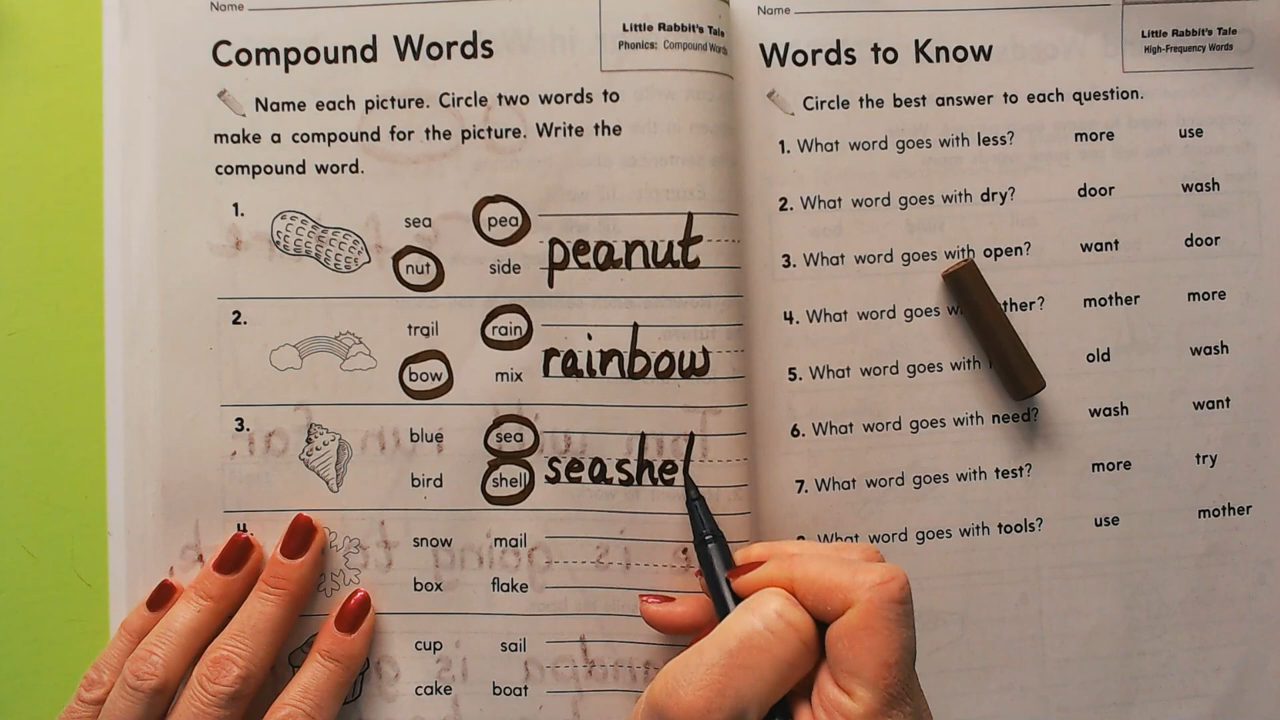 Name
Compound Words
Little Rabbit's Tale
Phonics: Compound Words
Name each picture. Circle two words to
make a compound for the picture. Write the
compound word.
1. sea pea
nut side
peanut
2. trail rain
bow mix
rainbow
3. blue sea
bird shell
seashel
4. snow mail
box flake
cup sail
cake boat
Name
Words to Know
Little Rabbit's Tale
High-Frequency Words
Circle the best answer to each question.
1. What word goes with less? more use
2. What word goes with dry? door wash
3. What word goes with open? want door
4. What word goes mother more
5. What word goes with old wash
6. What word goes with need? wash want
7. What word goes with test? more try
What word goes with tools? use mother